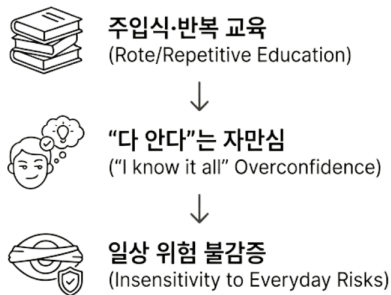 주입식·반복 교육
(Rote/Repetitive Education)
“다 안다”는 자만심
(“I know it all” Overconfidence)
일상 위험 불감증
(Insensitivity to Everyday Risks)